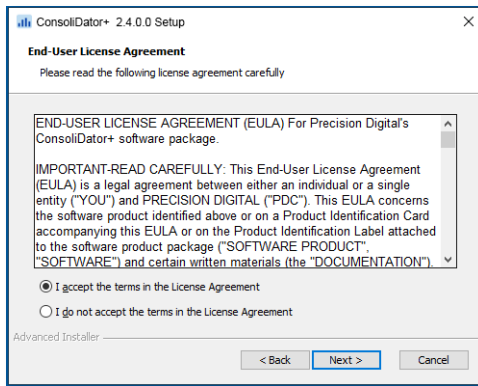 ConsoliDator+ 2.4.0.0 Setup
End-User License Agreement
Please read the following license agreement carefully
END-USER LICENSE AGREEMENT (EULA) For Precision Digital's
ConsoliDator+ software package.
IMPORTANT-READ CAREFULLY: This End-User License Agreement
(EULA) is a legal agreement between either an individual or a single
entity ("YOU") and PRECISION DIGITAL ("PDC"). This EULA concerns
the software product identified above or on a Product Identification Card
accompanying this EULA or on the Product Identification Label attached
to the software product package ("SOFTWARE PRODUCT",
"SOFTWARE") and certain written materials (the "DOCUMENTATION").
I accept the terms in the License Agreement
I do not accept the terms in the License Agreement
Advanced Installer
< Back Next > Cancel